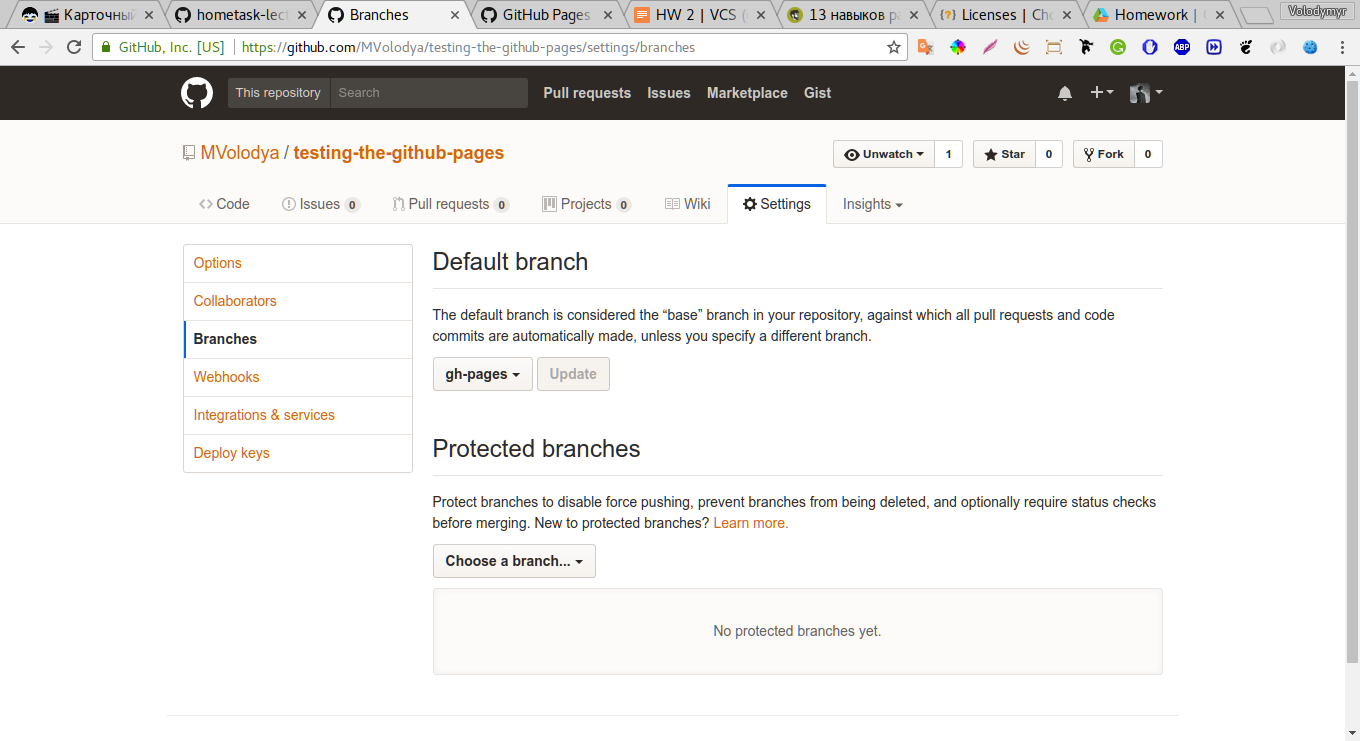 Карточный
hometask-lect
Branches
GitHub Pages
HW 2 | VCS (
13 навыков ра
Licenses | Cho
Homework |
Volodymyr
GitHub, Inc. [US]
https://github.com/MVolodya/testing-the-github-pages/settings/branches
ABP
This repository
Search
Pull requests
Issues
Marketplace
Gist
MVolodya / testing-the-github-pages
Unwatch 1
Star 0
Fork 0
Code
Issues 0
Pull requests 0
Projects 0
Wiki
Settings
Insights
Options
Collaborators
Branches
Webhooks
Integrations & services
Deploy keys
Default branch
The default branch is considered the “base” branch in your repository, against which all pull requests and code
commits are automatically made, unless you specify a different branch.
gh-pages
Update
Protected branches
Protect branches to disable force pushing, prevent branches from being deleted, and optionally require status checks
before merging. New to protected branches? Learn more.
Choose a branch...
No protected branches yet.